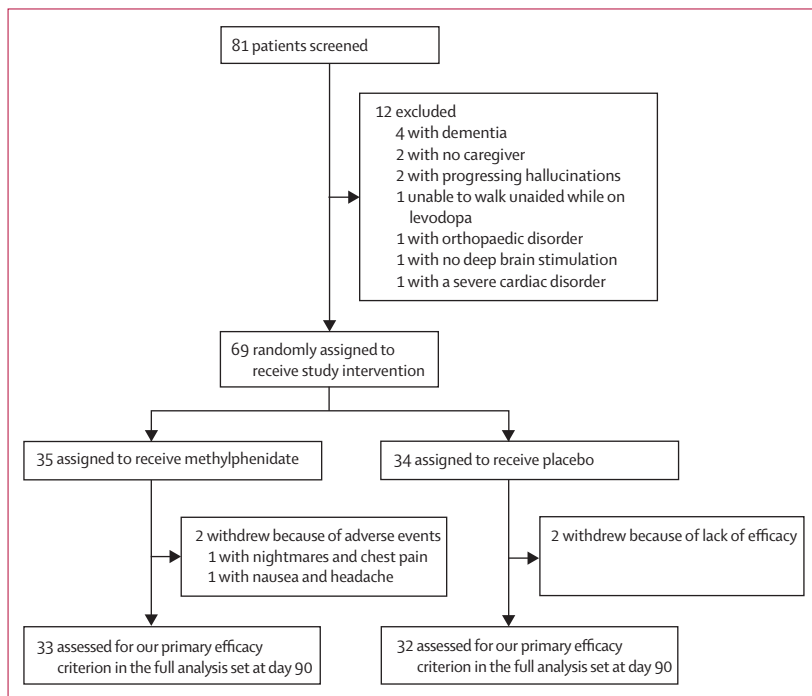 81 patients screened
12 excluded
4 with dementia
2 with no caregiver
2 with progressing hallucinations
1 unable to walk unaided while on
levodopa
1 with orthopaedic disorder
1 with no deep brain stimulation
1 with a severe cardiac disorder
69 randomly assigned to
receive study intervention
35 assigned to receive methylphenidate
34 assigned to receive placebo
2 withdrew because of adverse events
1 with nightmares and chest pain
1 with nausea and headache
2 withdrew because of lack of efficacy
33 assessed for our primary efficacy
criterion in the full analysis set at day 90
32 assessed for our primary efficacy
criterion in the full analysis set at day 90